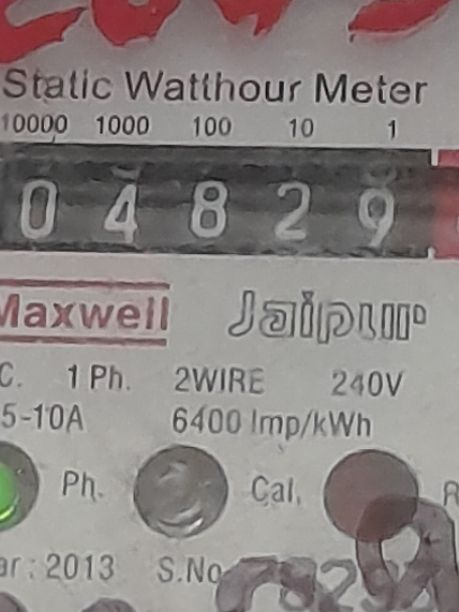 Static Watthour Meter
10000 1000 100 10 1
0 4 8 2 9
Maxwell Jaipur
C. 1 Ph. 2WIRE 240V
5-10A 6400 Imp/kWh
Ph. Cal. R
ar : 2013 S.No